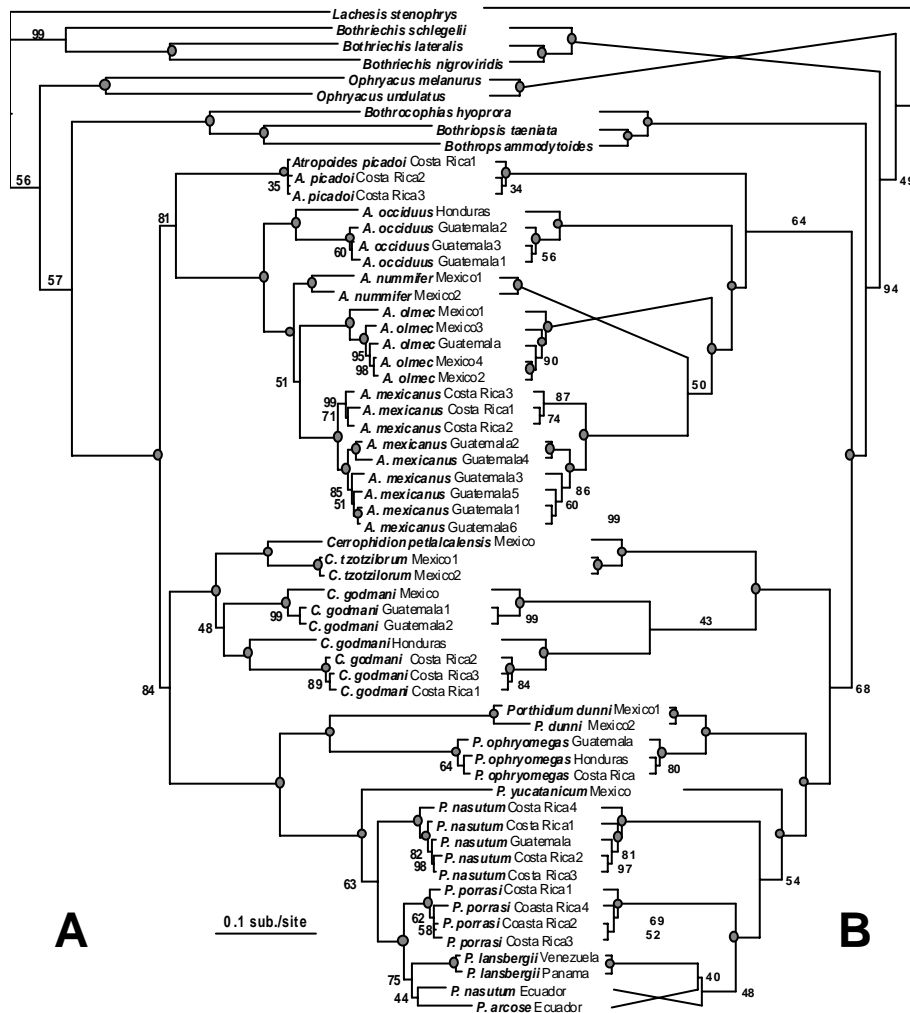 Lachesis stenophrys
99
Bothriechis schlegelii
Bothriechis lateralis
Bothriechis nigroviridis
Ophryacus melanurus
Ophryacus undulatus
Bothrocophias hyoprora
Bothriopsis taeniata
Bothrops ammodytoides
Atropoides picadoi Costa Rica1
56
A. picadoi Costa Rica2
49
35
34
A. picadoi Costa Rica3
A. occiduus Honduras
81
64
A. occiduus Guatemala2
A. occiduus Guatemala3
60
56
A. occiduus Guatemala1
A. nummifer Mexico1
57
94
A. nummifer Mexico2
A. olmec Mexico1
A. olmec Mexico3
A. olmec Guatemala
95
90
A. olmec Mexico4
98
A. olmec Mexico2
51
50
A. mexicanus Costa Rica3
99
87
A. mexicanus Costa Rica1
71
74
A. mexicanus Costa Rica2
A. mexicanus Guatemala2
A. mexicanus Guatemala4
86
A. mexicanus Guatemala3
85
A. mexicanus Guatemala5
51
60
A. mexicanus Guatemala1
99
A. mexicanus Guatemala6
Cerrophidion petlalcalensis Mexico
C. tzotzilorum Mexico1
C. tzotzilorum Mexico2
C. godmani Mexico
C. godmani Guatemala1
99
99
C. godmani Guatemala2
48
43
C. godmani Honduras
C. godmani Costa Rica2
C. godmani Costa Rica3
89
84
C. godmani Costa Rica1
84
68
Porthidium dunni Mexico1
P. dunni Mexico2
P. ophryomegas Guatemala
P. ophryomegas Honduras
64
80
P. ophryomegas Costa Rica
P. yucatanicum Mexico
P. nasutum Costa Rica4
P. nasutum Costa Rica1
P. nasutum Guatemala
82
81
P. nasutum Costa Rica2
98
97
P. nasutum Costa Rica3
63
54
P. porrasi Costa Rica1
P. porrasi Coasta Rica4
62
69
P. porrasi Coasta Rica2
0.1 sub./site
58
52
P. porrasi Costa Rica3
A
B
P. lansbergii Venezuela
P. lansbergii Panama
75
40
P. nasutum Ecuador
44
48
P. arcose Ecuador